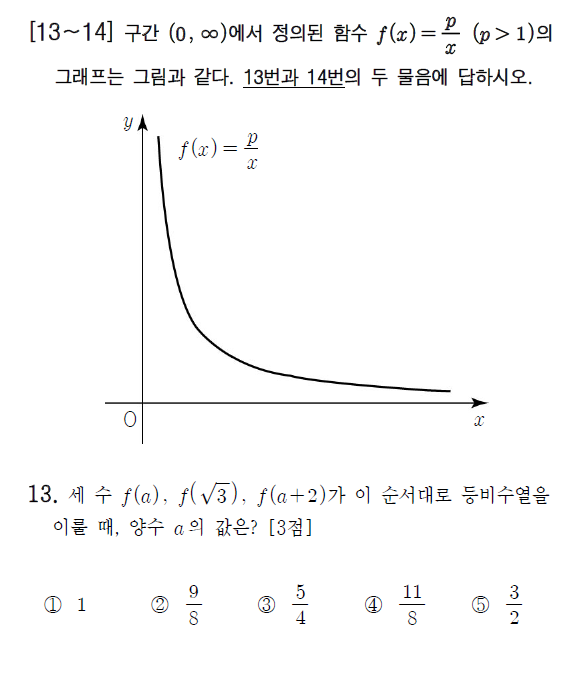 [13~14] 구간 (0, ∞)에서 정의된 함수 f(x)=p/x (p>1)의
그래프는 그림과 같다. 13번과 14번의 두 물음에 답하시오.
y
f(x)=p/x
O
x
13. 세 수 f(a), f(√3), f(a+2)가 이 순서대로 등비수열을
이룰 때, 양수 a의 값은? [3점]
① 1 ② 9/8 ③ 5/4 ④ 11/8 ⑤ 3/2